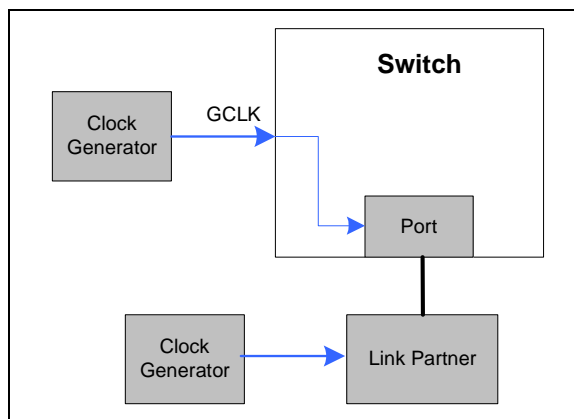 Switch
Clock
Generator
GCLK
Port
Clock
Generator
Link Partner